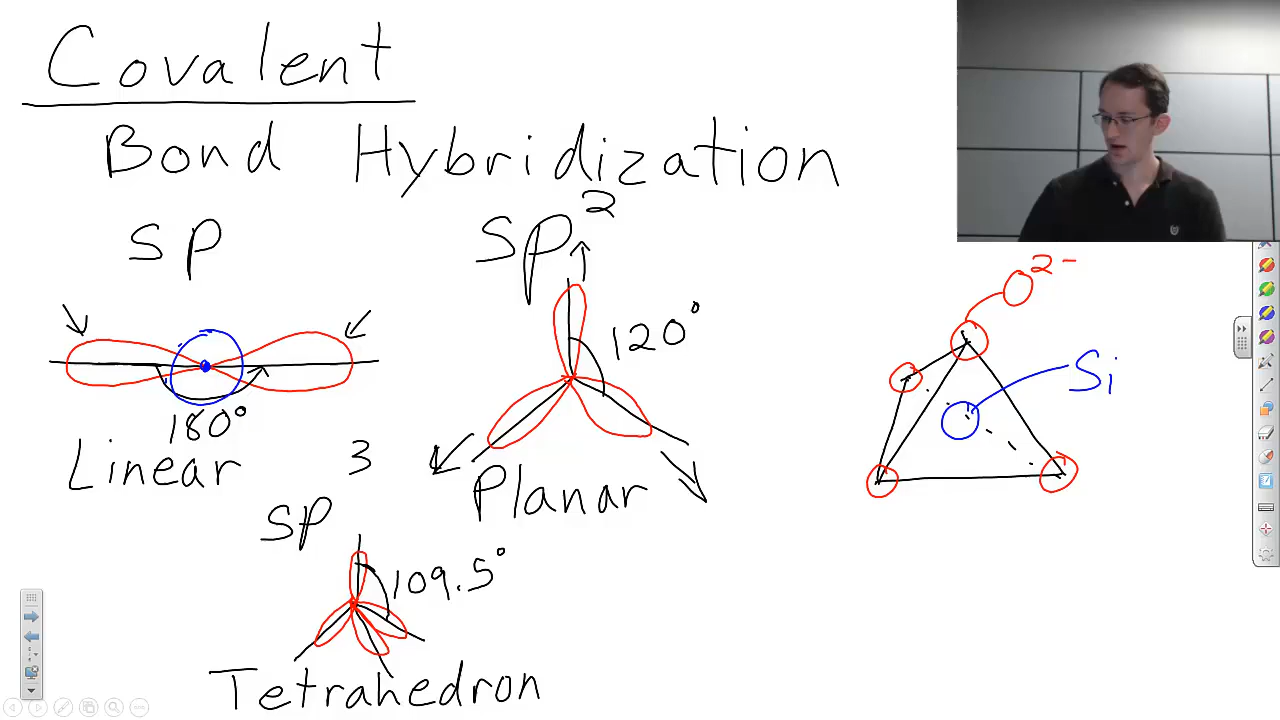 Covalent
Bond Hybridization
SP
SP²
180°
Linear
120°
Planar
SP³
109.5°
Tetrahedron
O²⁻
Si